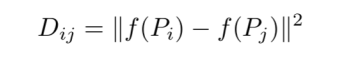 D_{ij} = \|f(P_i) - f(P_j)\|^2